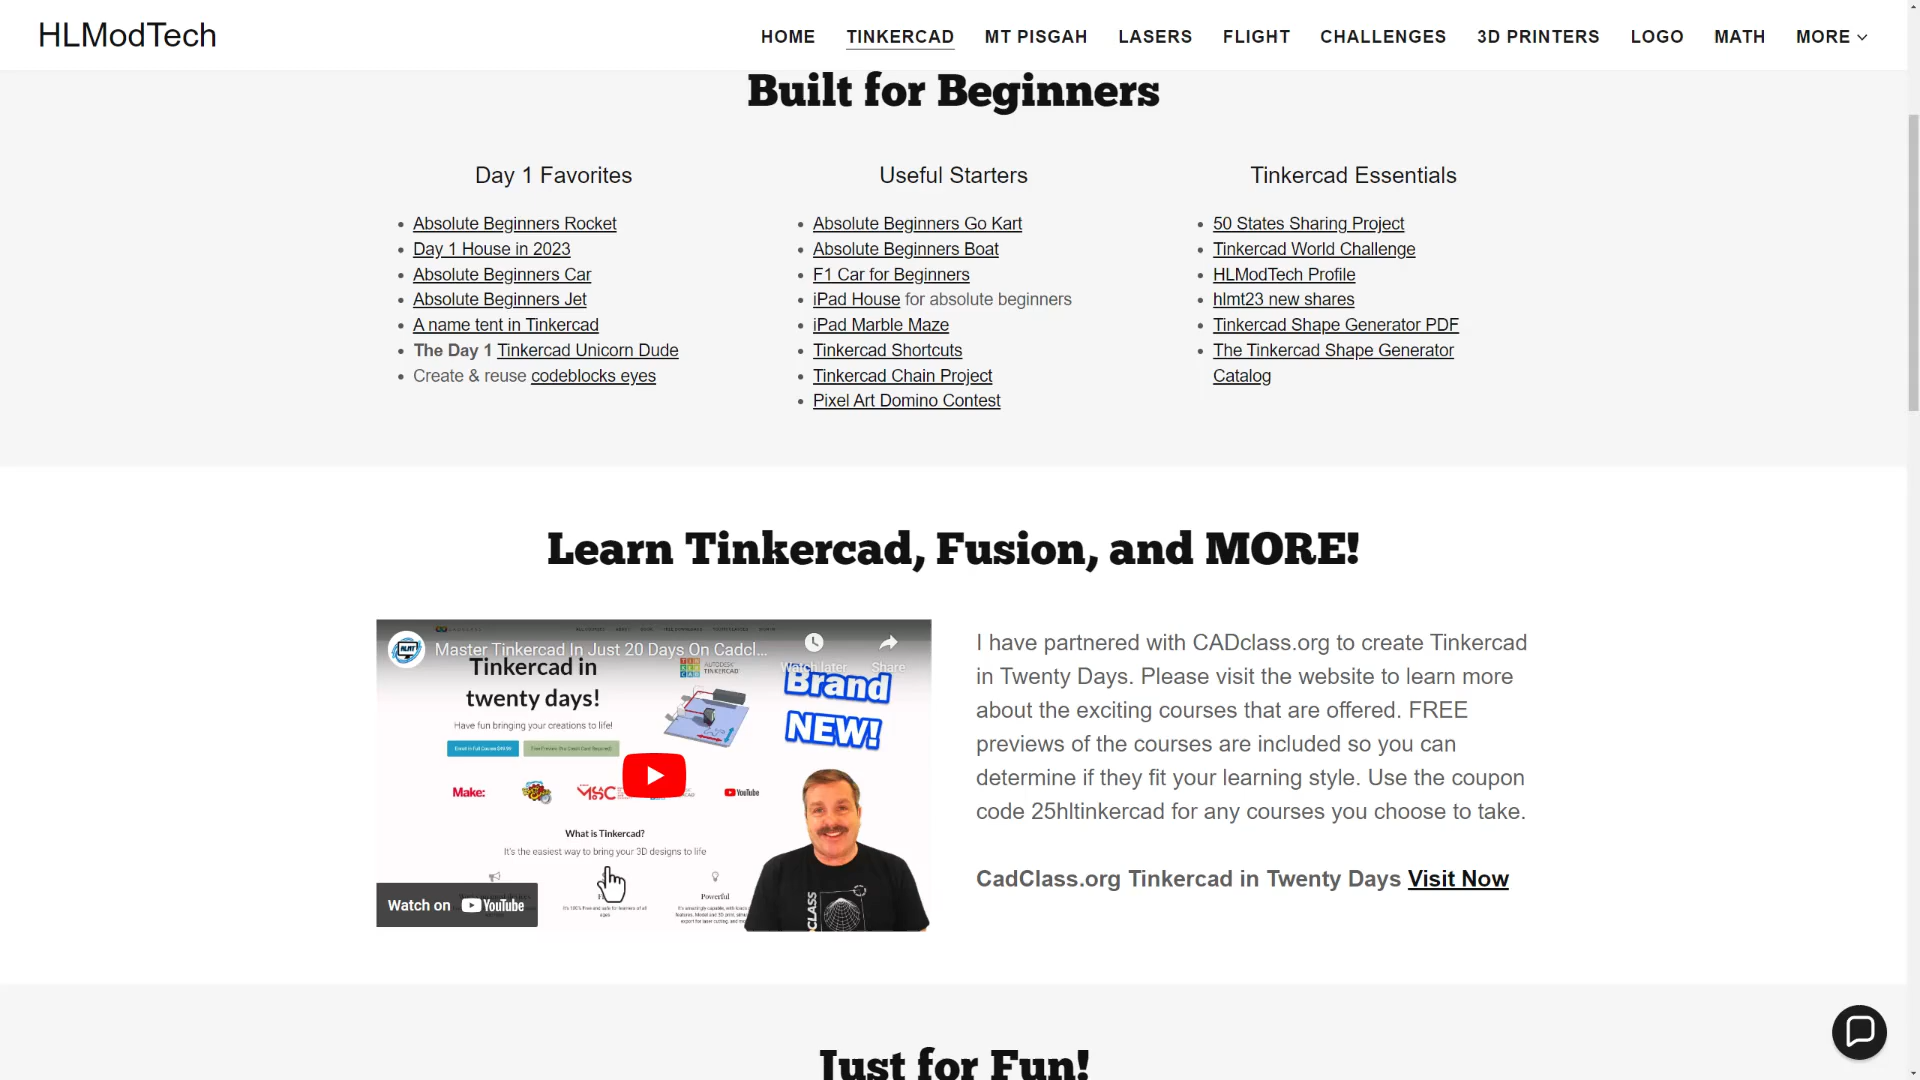 HLModTech
HOME TINKERCAD MT PISGAH LASERS FLIGHT CHALLENGES 3D PRINTERS LOGO MATH MORE
Built for Beginners
Day 1 Favorites
Absolute Beginners Rocket
Day 1 House in 2023
Absolute Beginners Car
Absolute Beginners Jet
A name tent in Tinkercad
The Day 1 Tinkercad Unicorn Dude
Create & reuse codeblocks eyes
Useful Starters
Absolute Beginners Go Kart
Absolute Beginners Boat
F1 Car for Beginners
iPad House for absolute beginners
iPad Marble Maze
Tinkercad Shortcuts
Tinkercad Chain Project
Pixel Art Domino Contest
Tinkercad Essentials
50 States Sharing Project
Tinkercad World Challenge
HLModTech Profile
hlmt23 new shares
Tinkercad Shape Generator PDF
The Tinkercad Shape Generator
Catalog
Learn Tinkercad, Fusion, and MORE!
Master Tinkercad In Just 20 Days On Cadcl...
Watch later
Share
Tinkercad in
twenty days!
AUTODESK
TINKERCAD
Brand
NEW!
Have fun bringing your creations to life!
Make:
YouTube
What is Tinkercad?
It's the easiest way to bring your 3D designs to life
Powerful
CLASS
Watch on YouTube
I have partnered with CADclass.org to create Tinkercad
in Twenty Days. Please visit the website to learn more
about the exciting courses that are offered. FREE
previews of the courses are included so you can
determine if they fit your learning style. Use the coupon
code 25hltinkercad for any courses you choose to take.
CadClass.org Tinkercad in Twenty Days Visit Now
Just for Fun!